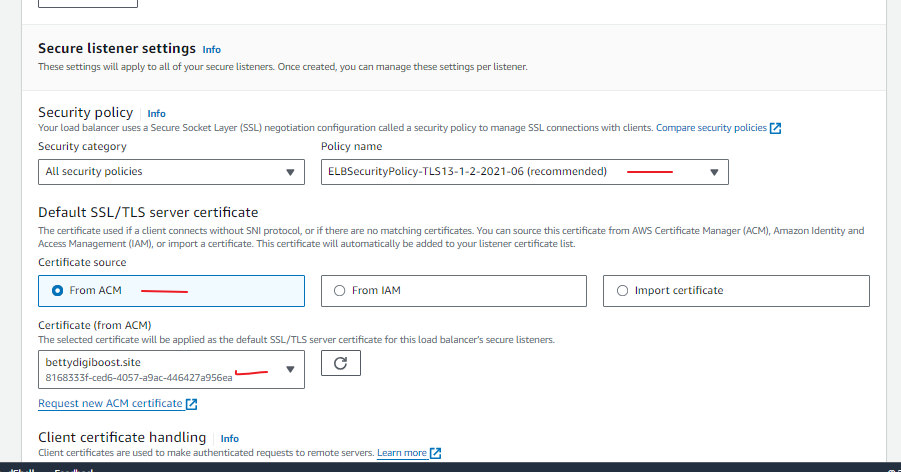 Secure listener settings Info
These settings will apply to all of your secure listeners. Once created, you can manage these settings per listener.
Security policy Info
Your load balancer uses a Secure Socket Layer (SSL) negotiation configuration called a security policy to manage SSL connections with clients. Compare security policies
Security category
Policy name
All security policies
ELBSecurityPolicy-TLS13-1-2-2021-06 (recommended)
Default SSL/TLS server certificate
The certificate used if a client connects without SNI protocol, or if there are no matching certificates. You can source this certificate from AWS Certificate Manager (ACM), Amazon Identity and
Access Management (IAM), or import a certificate. This certificate will automatically be added to your listener certificate list.
Certificate source
From ACM
From IAM
Import certificate
Certificate (from ACM)
The selected certificate will be applied as the default SSL/TLS server certificate for this load balancer's secure listeners.
bettydigiboost.site
8168333f-ced6-4057-a9ac-446427a956ea
Request new ACM certificate
Client certificate handling Info
Client certificates are used to make authenticated requests to remote servers. Learn more